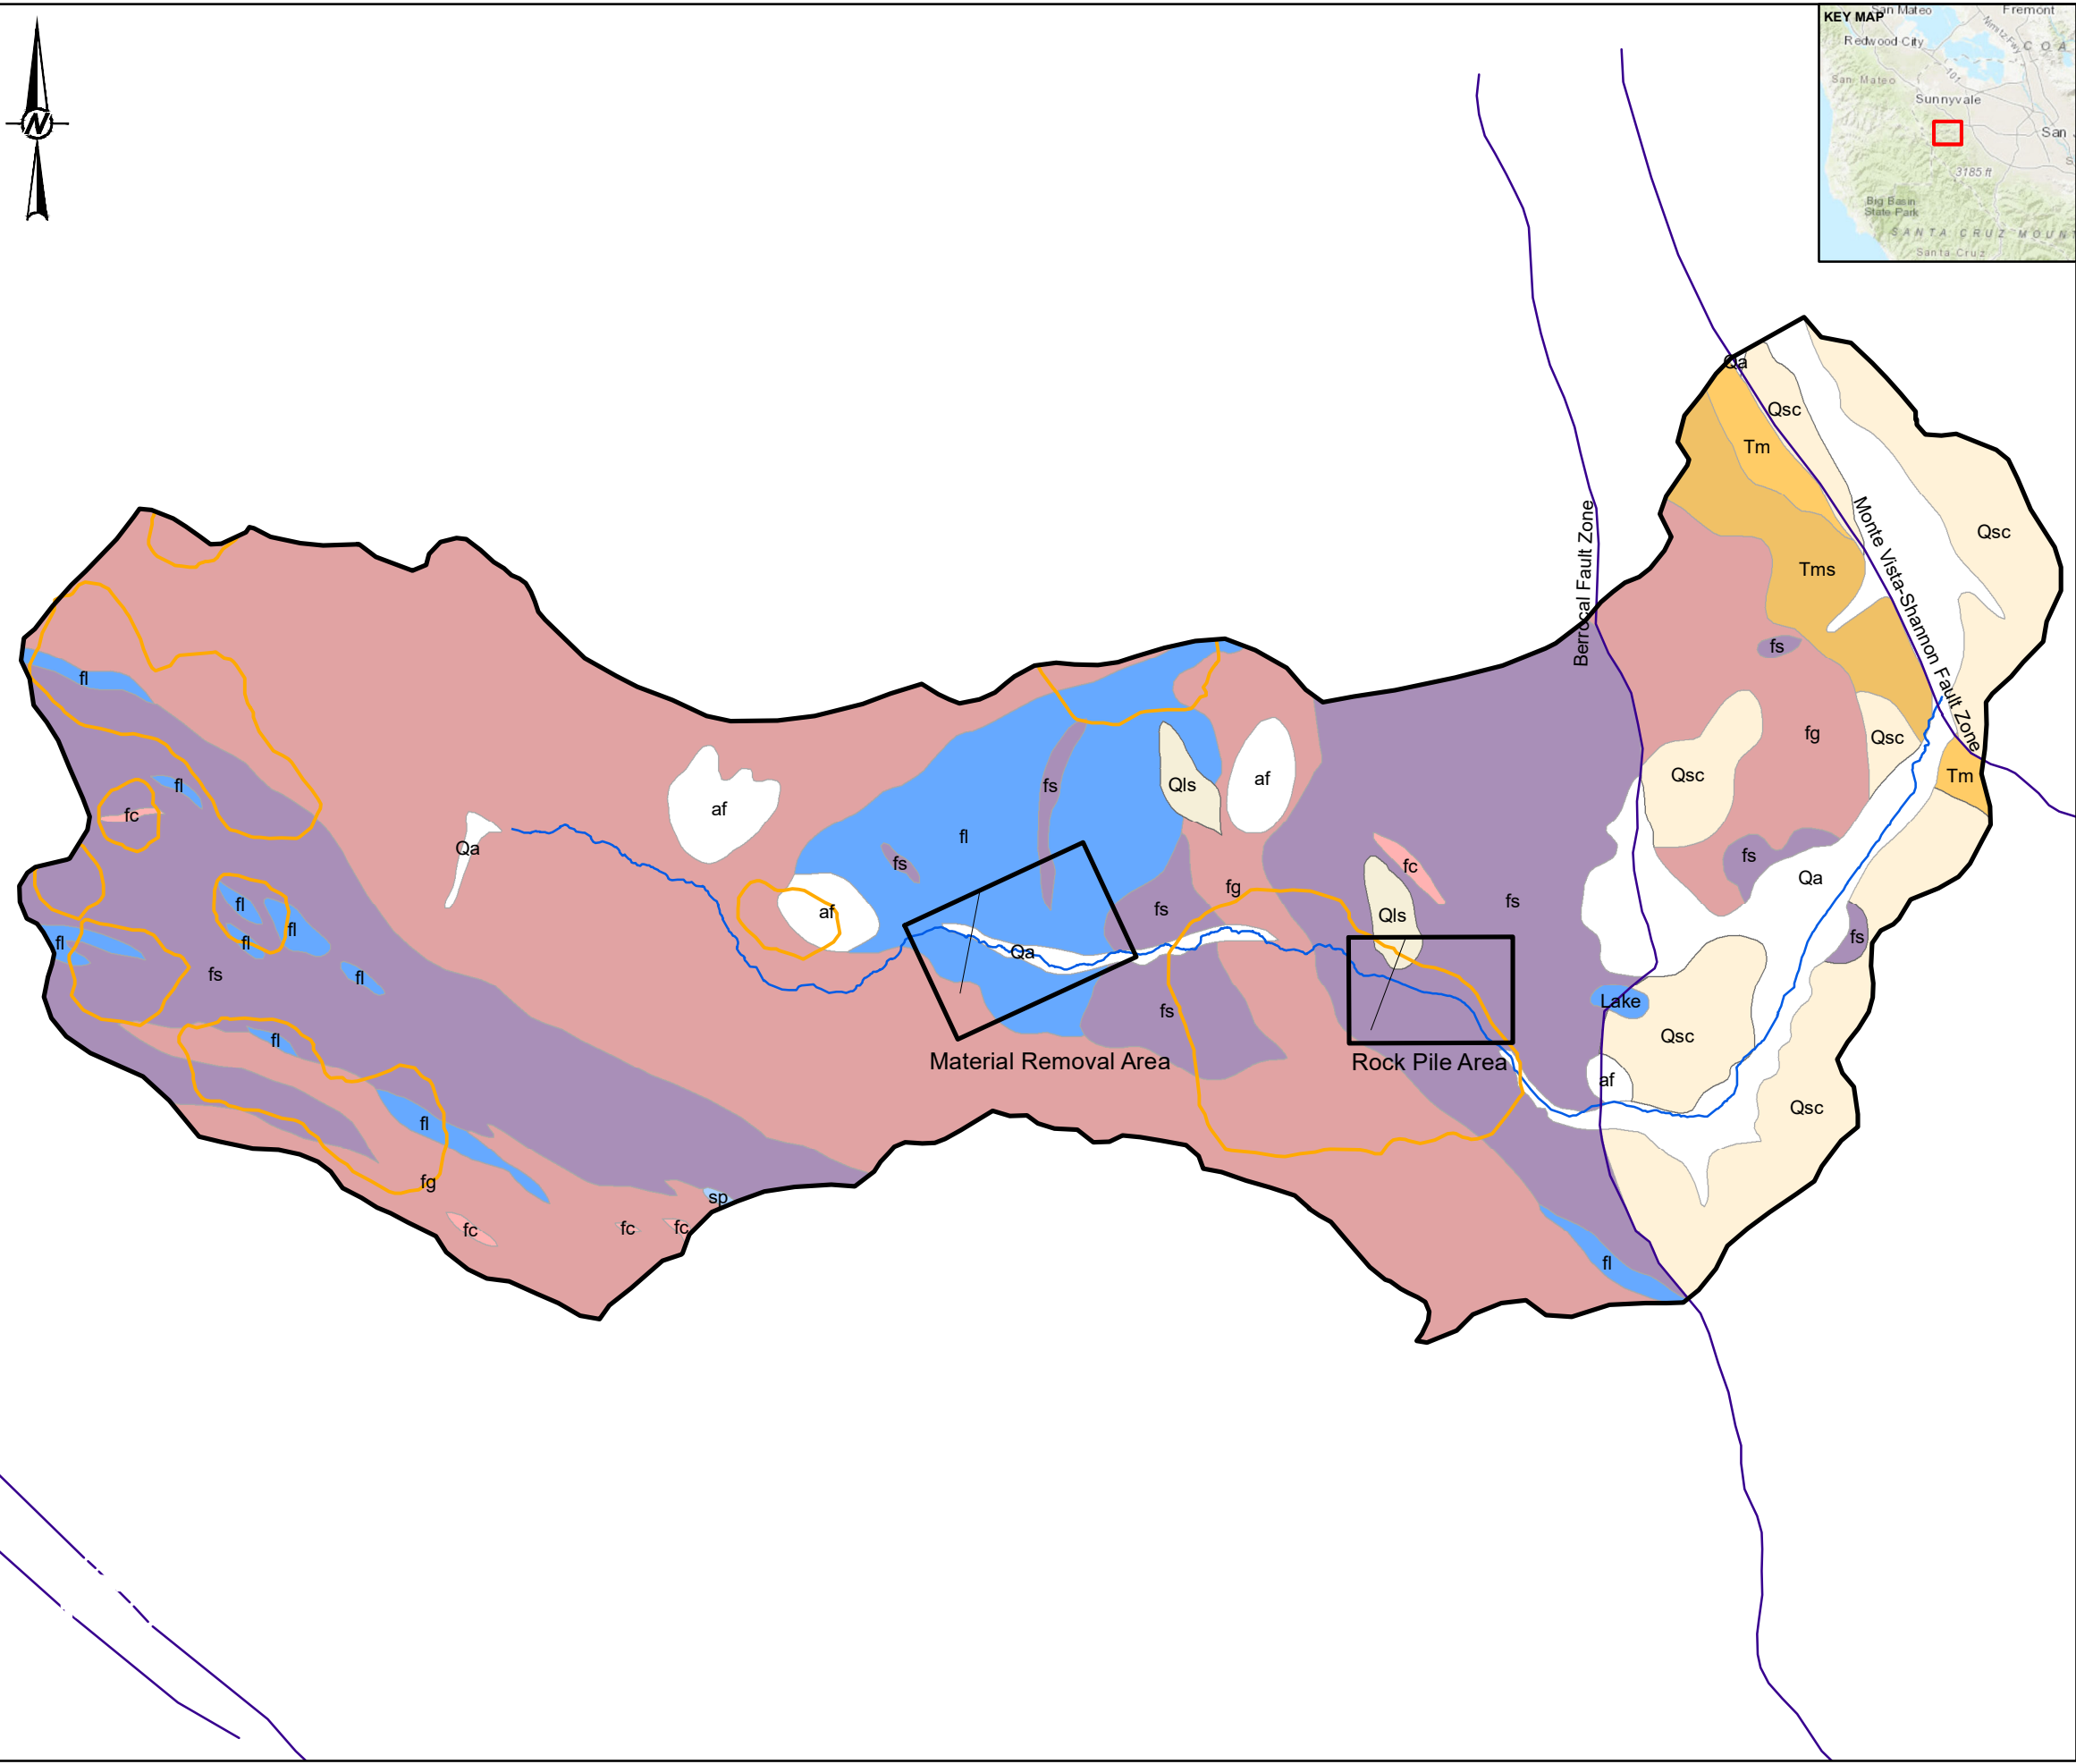 KEY MAP
San Mateo
Fremont
Redwood City
Nimitz Fwy
C O A
101
San Mateo
Sunnyvale
San
S
3185 ft
Big Basin
State Park
SANTA CRUZ MOUN
Santa Cruz
N
Qa
Qsc
Tm
Monte Vista-Shannon Fault Zone
Qsc
Berrocal Fault Zone
Tms
fs
fl
fg
Qsc
Qsc
Tm
fl
fs
Qls
af
af
fc
fl
Qa
fs
fs
fc
Qa
fg
fs
fs
af
Qls
fl
fl
fl
fl
Qa
fs
fs
fl
Lake
fs
Qsc
fl
Material Removal Area
Rock Pile Area
af
Qsc
fl
fg
sp
fc
fc
fc
fl